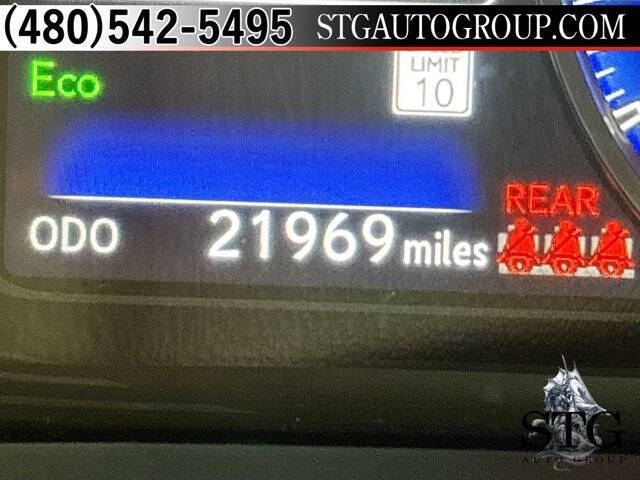 (480)542-5495 STGAUTOGROUP.COM
Eco
LIMIT
10
ODO 21969 miles
REAR
STG
AUTO GROUP